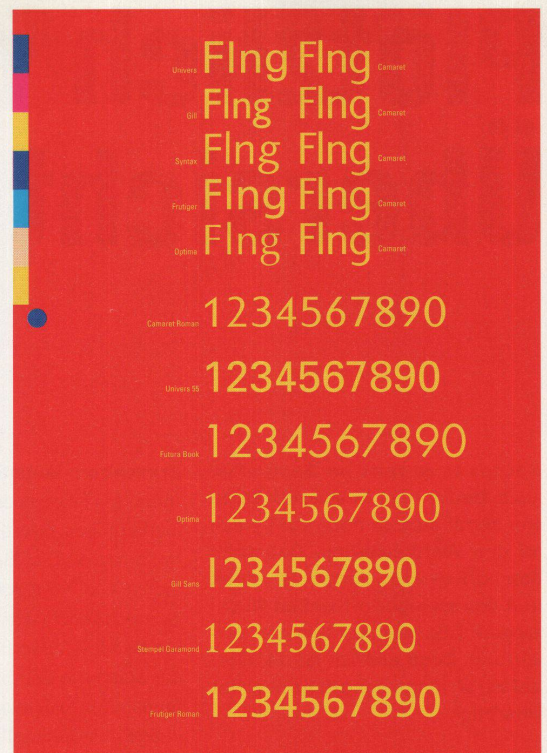 Univers Flng Flng Camaret
Gill Flng Flng Camaret
Syntax Flng Flng Camaret
Frutiger Flng Flng Camaret
Optima Flng Flng Camaret
Camaret Roman 1234567890
Univers 55 1234567890
Futura Book 1234567890
Optima 1234567890
Gill Sans 1234567890
Stempel Garamond 1234567890
Frutiger Roman 1234567890